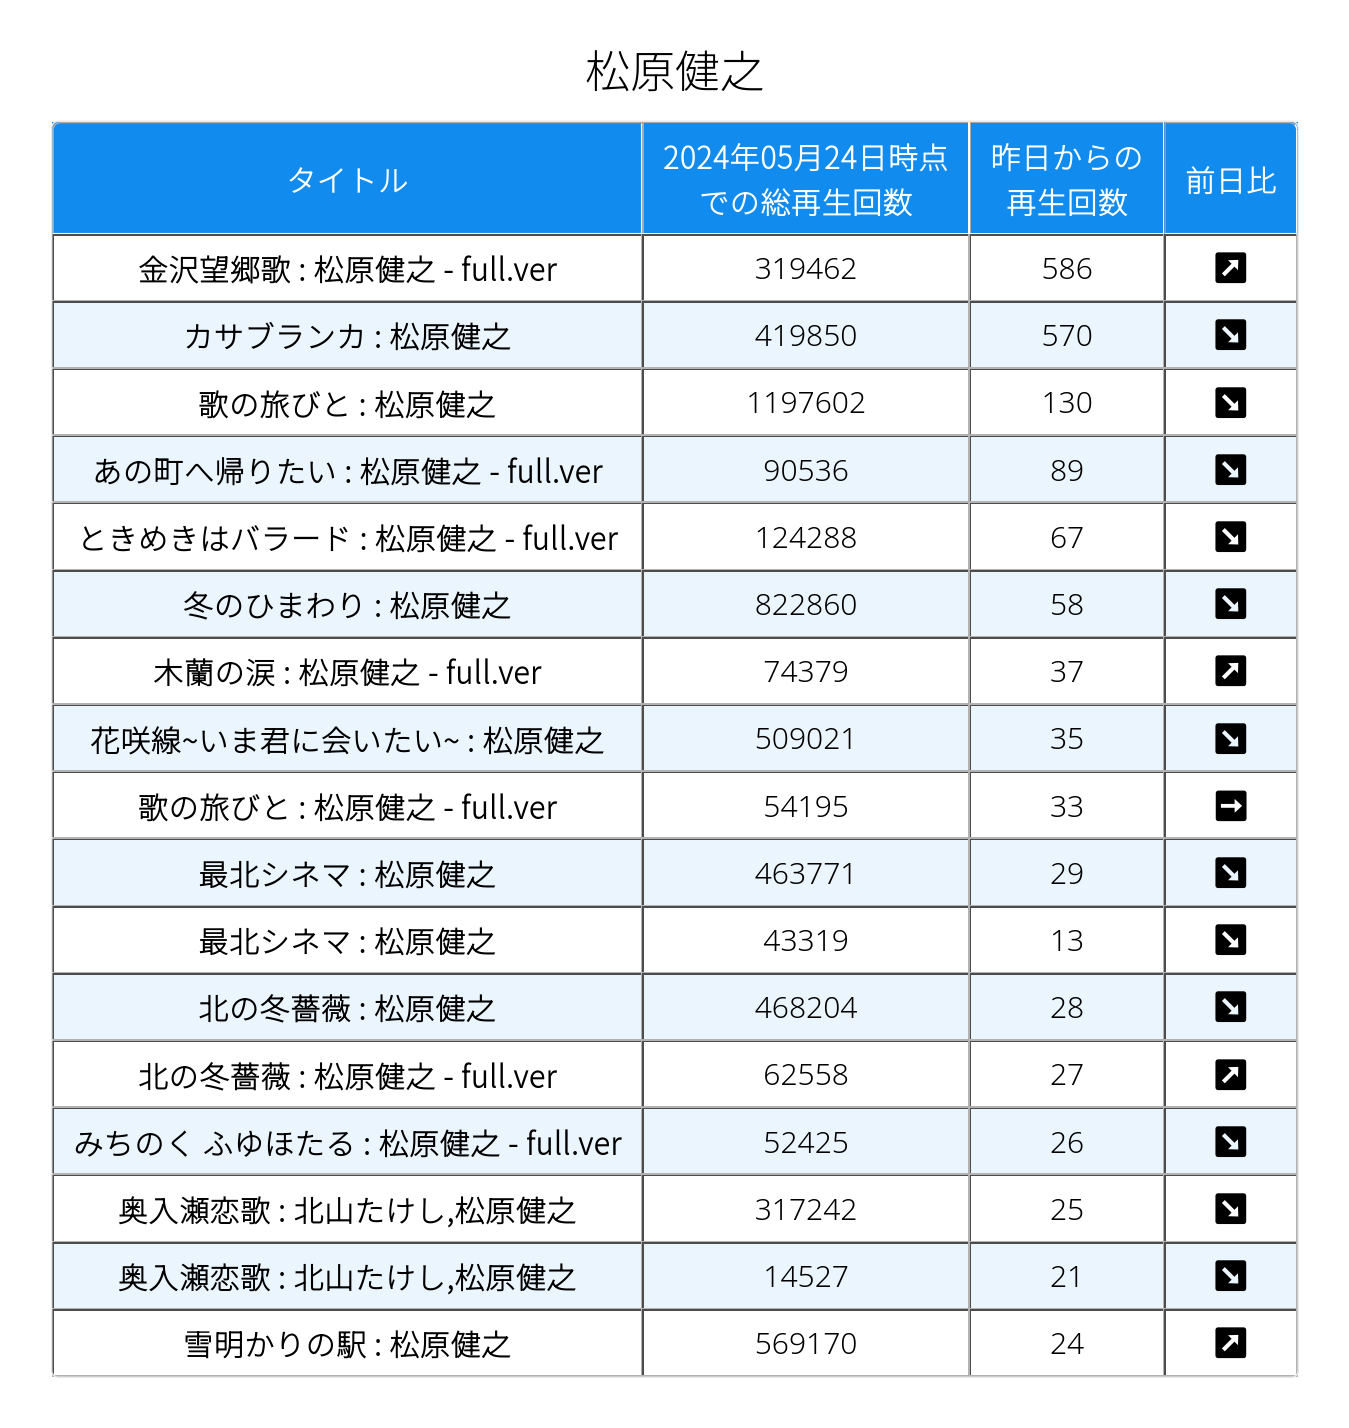 松原健之
タイトル 2024年05月24日時点での総再生回数 昨日からの再生回数 前日比
金沢望郷歌 : 松原健之 - full.ver 319462 586 ↗
カサブランカ : 松原健之 419850 570 ↘
歌の旅びと : 松原健之 1197602 130 ↘
あの町へ帰りたい : 松原健之 - full.ver 90536 89 ↘
ときめきはバラード : 松原健之 - full.ver 124288 67 ↘
冬のひまわり : 松原健之 822860 58 ↘
木蘭の涙 : 松原健之 - full.ver 74379 37 ↗
花咲線~いま君に会いたい~ : 松原健之 509021 35 ↘
歌の旅びと : 松原健之 - full.ver 54195 33 →
最北シネマ : 松原健之 463771 29 ↘
最北シネマ : 松原健之 43319 13 ↘
北の冬薔薇 : 松原健之 468204 28 ↘
北の冬薔薇 : 松原健之 - full.ver 62558 27 ↗
みちのく ふゆほたる : 松原健之 - full.ver 52425 26 ↘
奥入瀬恋歌 : 北山たけし,松原健之 317242 25 ↘
奥入瀬恋歌 : 北山たけし,松原健之 14527 21 ↘
雪明かりの駅 : 松原健之 569170 24 ↗